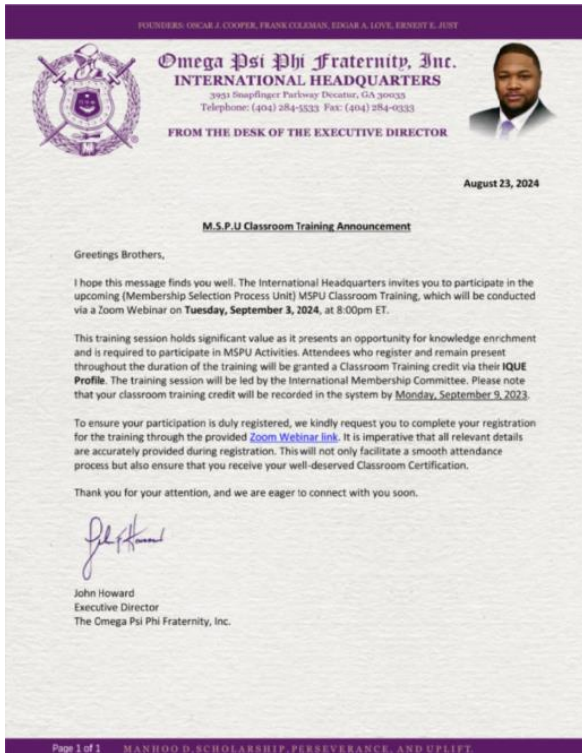 FOUNDERS: OSCAR J. COOPER, FRANK COLEMAN, EDGAR A. LOVE, ERNEST E. JUST
Omega Psi Phi Fraternity, Inc.
INTERNATIONAL HEADQUARTERS
3951 Snapfinger Parkway Decatur, GA 30035
Telephone: (404) 284-5533 Fax: (404) 284-0333
FROM THE DESK OF THE EXECUTIVE DIRECTOR
August 23, 2024
M.S.P.U Classroom Training Announcement
Greetings Brothers,
I hope this message finds you well. The International Headquarters invites you to participate in the
upcoming (Membership Selection Process Unit) MSPU Classroom Training, which will be conducted
via a Zoom Webinar on Tuesday, September 3, 2024, at 8:00pm ET.
This training session holds significant value as it presents an opportunity for knowledge enrichment
and is required to participate in MSPU Activities. Attendees who register and remain present
throughout the duration of the training will be granted a Classroom Training credit via their IQUE
Profile. The training session will be led by the International Membership Committee. Please note
that your classroom training credit will be recorded in the system by Monday, September 9, 2023.
To ensure your participation is duly registered, we kindly request you to complete your registration
for the training through the provided Zoom Webinar link. It is imperative that all relevant details
are accurately provided during registration. This will not only facilitate a smooth attendance
process but also ensure that you receive your well-deserved Classroom Certification.
Thank you for your attention, and we are eager to connect with you soon.
John Howard
Executive Director
The Omega Psi Phi Fraternity, Inc.
Page 1 of 1 MANHOO D, SCHOLARSHIP, PERSEVERANCE, AND UPLIFT.